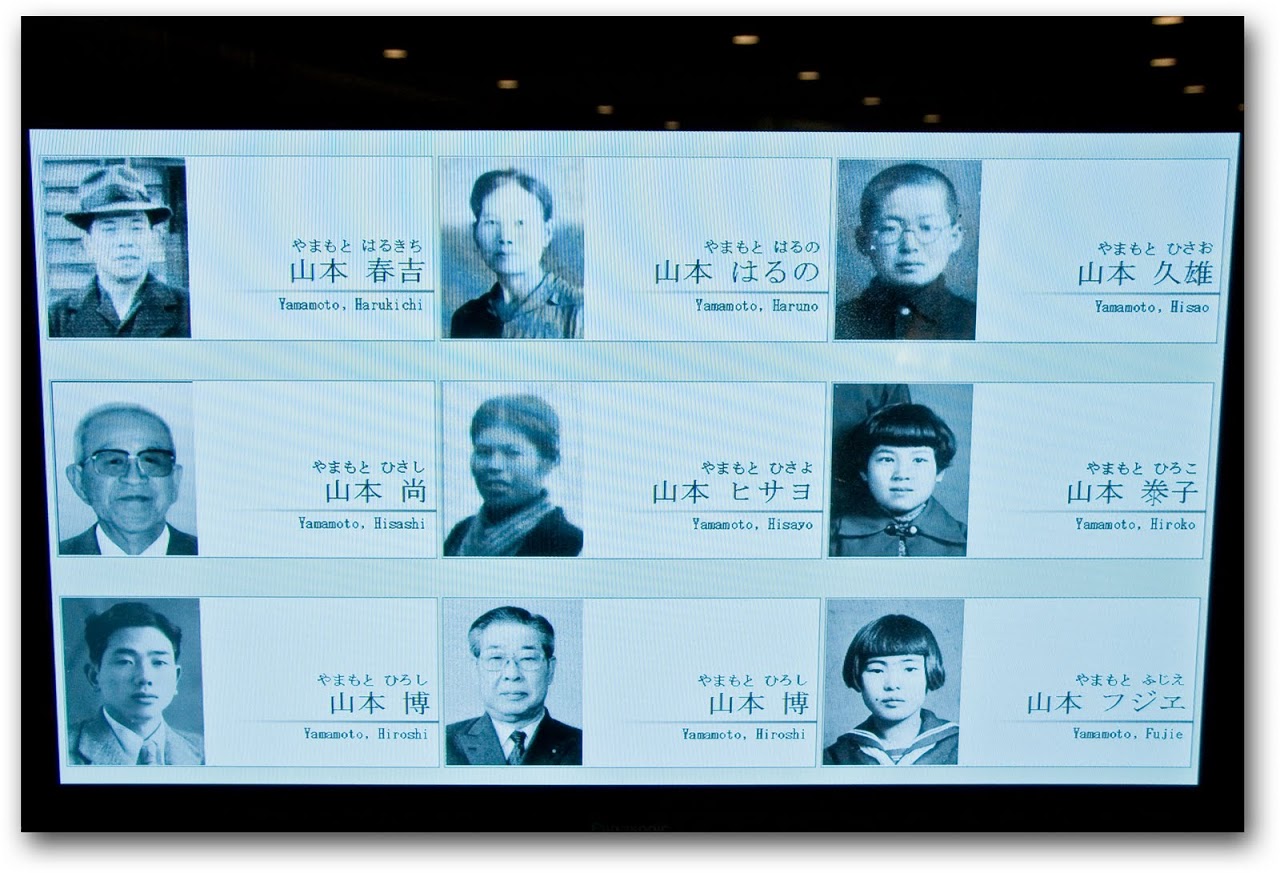 やまもと はるきち
山本 春吉
Yamamoto, Harukichi
やまもと はるの
山本 はるの
Yamamoto, Haruno
やまもと ひさお
山本 久雄
Yamamoto, Hisao
やまもと ひさし
山本 尚
Yamamoto, Hisashi
やまもと ひさよ
山本 ヒサヨ
Yamamoto, Hisayo
やまもと ひろこ
山本 泰子
Yamamoto, Hiroko
やまもと ひろし
山本 博
Yamamoto, Hiroshi
やまもと ひろし
山本 博
Yamamoto, Hiroshi
やまもと ふじえ
山本 フジヱ
Yamamoto, Fujie
Panasonic